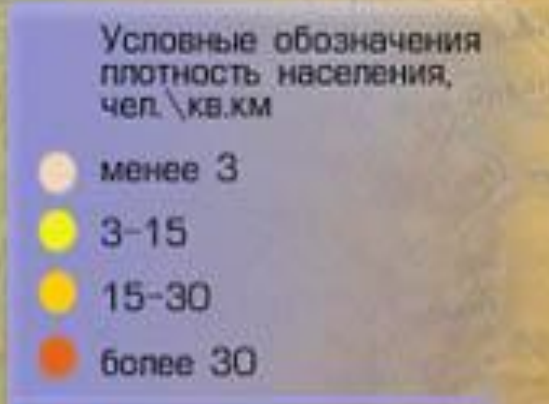 Условные обозначения
плотность населения,
чел.\кв.км
менее 3
3-15
15-30
более 30